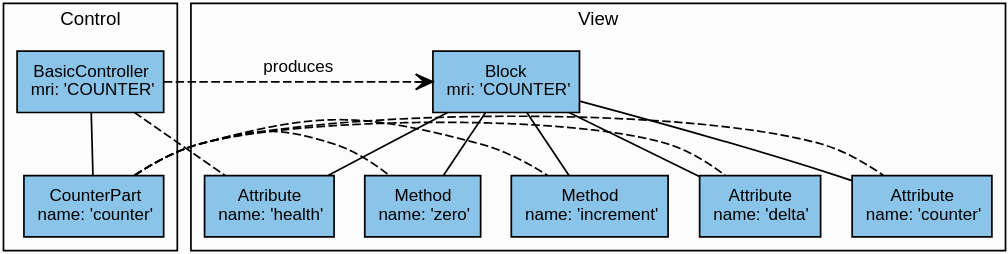 Control
View
BasicController
mri: 'COUNTER'
produces
Block
mri: 'COUNTER'
CounterPart
name: 'counter'
Attribute
name: 'health'
Method
name: 'zero'
Method
name: 'increment'
Attribute
name: 'delta'
Attribute
name: 'counter'